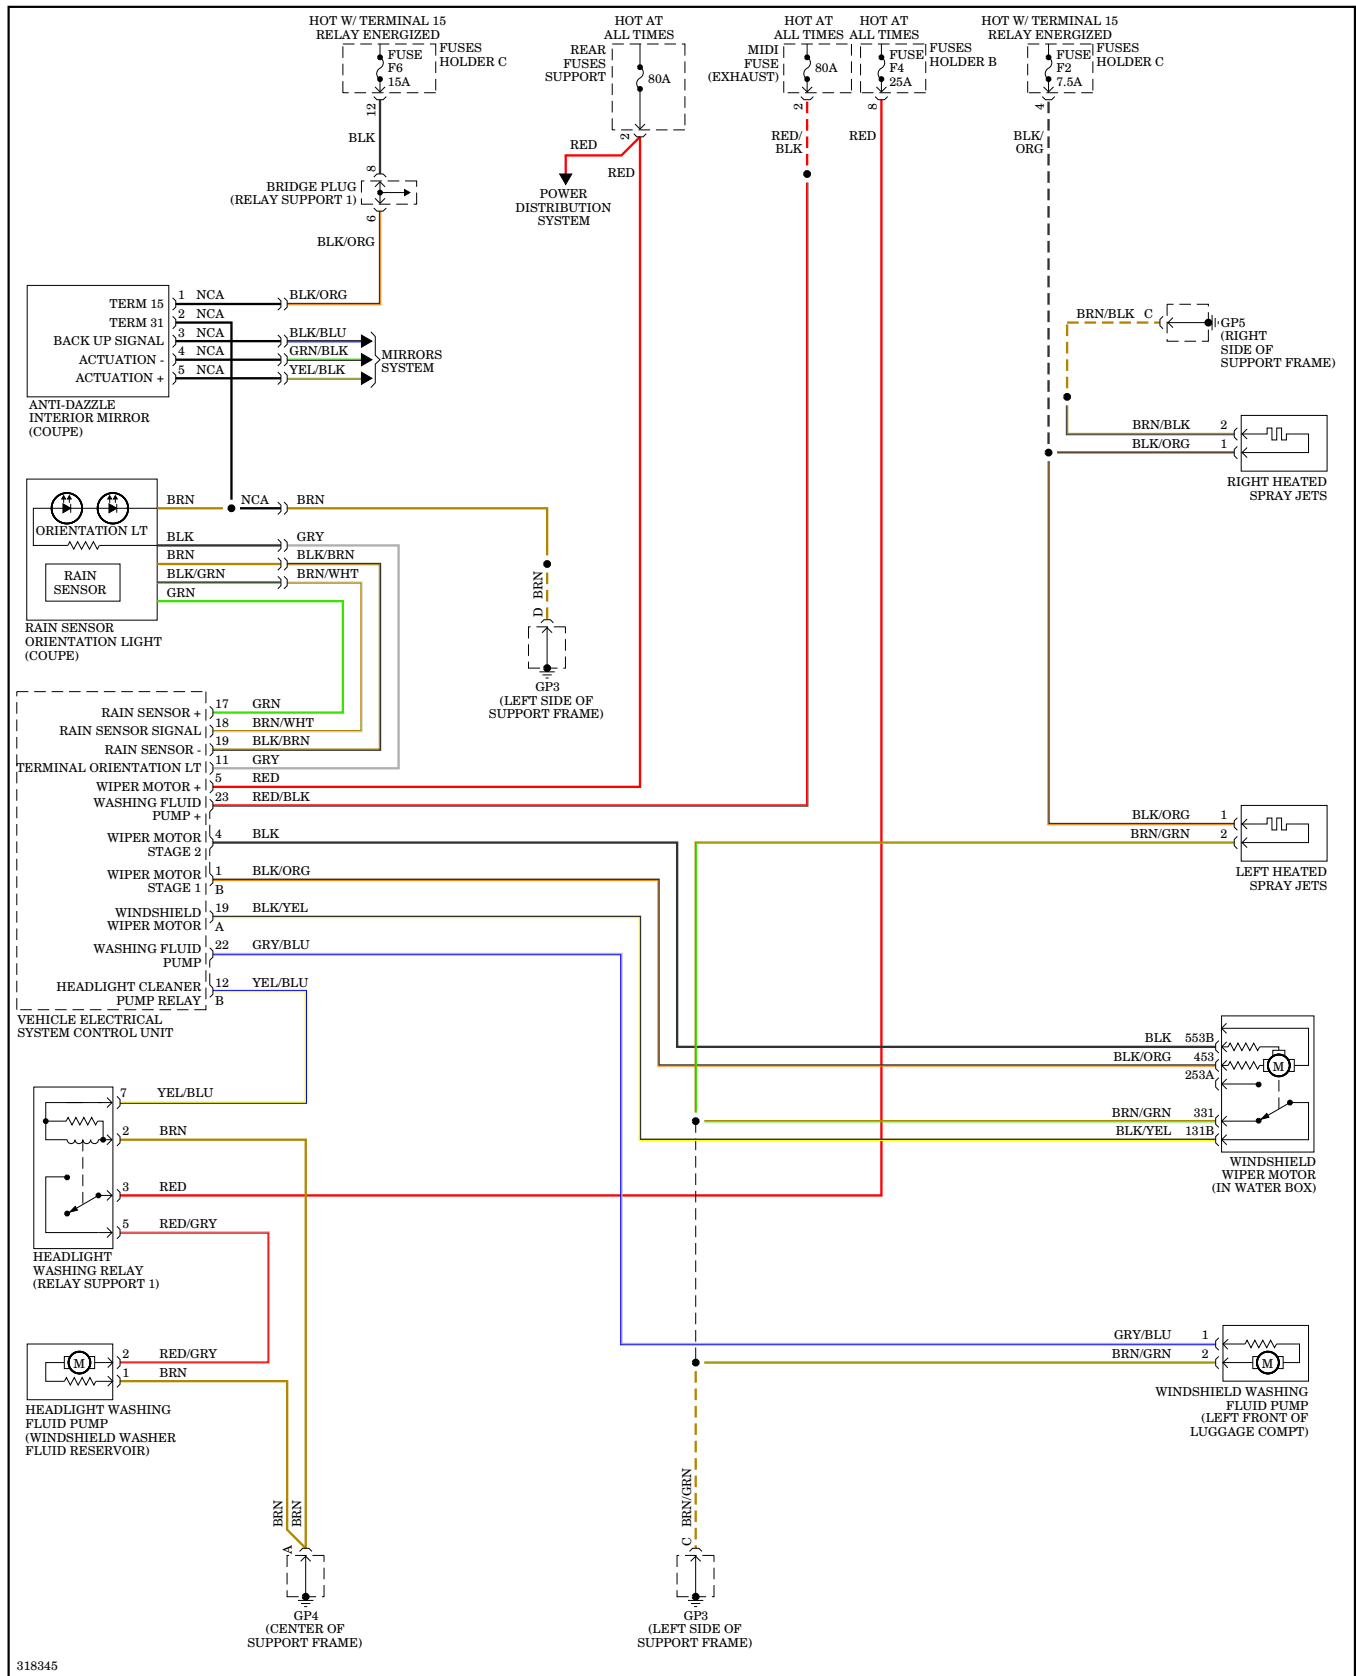 HOT W/ TERMINAL 15
RELAY ENERGIZED
FUSES
HOLDER C
FUSE
F6
15A
12
BLK
8
BRIDGE PLUG
(RELAY SUPPORT 1)
6
BLK/ORG
HOT AT
ALL TIMES
REAR
FUSES
SUPPORT
80A
2
RED
RED
POWER
DISTRIBUTION
SYSTEM
HOT AT
ALL TIMES
MIDI
FUSE
(EXHAUST)
80A
2
RED/
BLK
HOT AT
ALL TIMES
FUSE
F4
25A
FUSES
HOLDER B
8
RED
HOT W/ TERMINAL 15
RELAY ENERGIZED
FUSE
F2
7.5A
FUSES
HOLDER C
4
BLK/
ORG
TERM 15
1 NCA BLK/ORG
TERM 31
2 NCA
BACK UP SIGNAL
3 NCA BLK/BLU
ACTUATION -
4 NCA GRN/BLK
ACTUATION +
5 NCA YEL/BLK
MIRRORS
SYSTEM
ANTI-DAZZLE
INTERIOR MIRROR
(COUPE)
BRN/BLK C
GP5
(RIGHT
SIDE OF
SUPPORT FRAME)
BRN/BLK 2
BLK/ORG 1
RIGHT HEATED
SPRAY JETS
ORIENTATION LT
RAIN
SENSOR
BRN NCA BRN
BLK GRY
BRN BLK/BRN
BLK/GRN BRN/WHT
GRN
RAIN SENSOR
ORIENTATION LIGHT
(COUPE)
D BRN
GP3
(LEFT SIDE OF
SUPPORT FRAME)
RAIN SENSOR +
17 GRN
RAIN SENSOR SIGNAL
18 BRN/WHT
RAIN SENSOR -
19 BLK/BRN
TERMINAL ORIENTATION LT
11 GRY
WIPER MOTOR +
5 RED
WASHING FLUID
PUMP +
23 RED/BLK
WIPER MOTOR
STAGE 2
4 BLK
WIPER MOTOR
STAGE 1
1 BLK/ORG
B
WINDSHIELD
WIPER MOTOR
19 BLK/YEL
A
WASHING FLUID
PUMP
22 GRY/BLU
HEADLIGHT CLEANER
PUMP RELAY
12 YEL/BLU
B
VEHICLE ELECTRICAL
SYSTEM CONTROL UNIT
BLK/ORG 1
BRN/GRN 2
LEFT HEATED
SPRAY JETS
BLK 553B
BLK/ORG 453
253A
BRN/GRN 331
BLK/YEL 131B
M
WINDSHIELD
WIPER MOTOR
(IN WATER BOX)
7 YEL/BLU
2 BRN
3 RED
5 RED/GRY
HEADLIGHT
WASHING RELAY
(RELAY SUPPORT 1)
M
2 RED/GRY
1 BRN
HEADLIGHT WASHING
FLUID PUMP
(WINDSHIELD WASHER
FLUID RESERVOIR)
GRY/BLU 1
BRN/GRN 2
M
WINDSHIELD WASHING
FLUID PUMP
(LEFT FRONT OF
LUGGAGE COMPT)
BRN
BRN
A
GP4
(CENTER OF
SUPPORT FRAME)
C BRN/GRN
GP3
(LEFT SIDE OF
SUPPORT FRAME)
318345